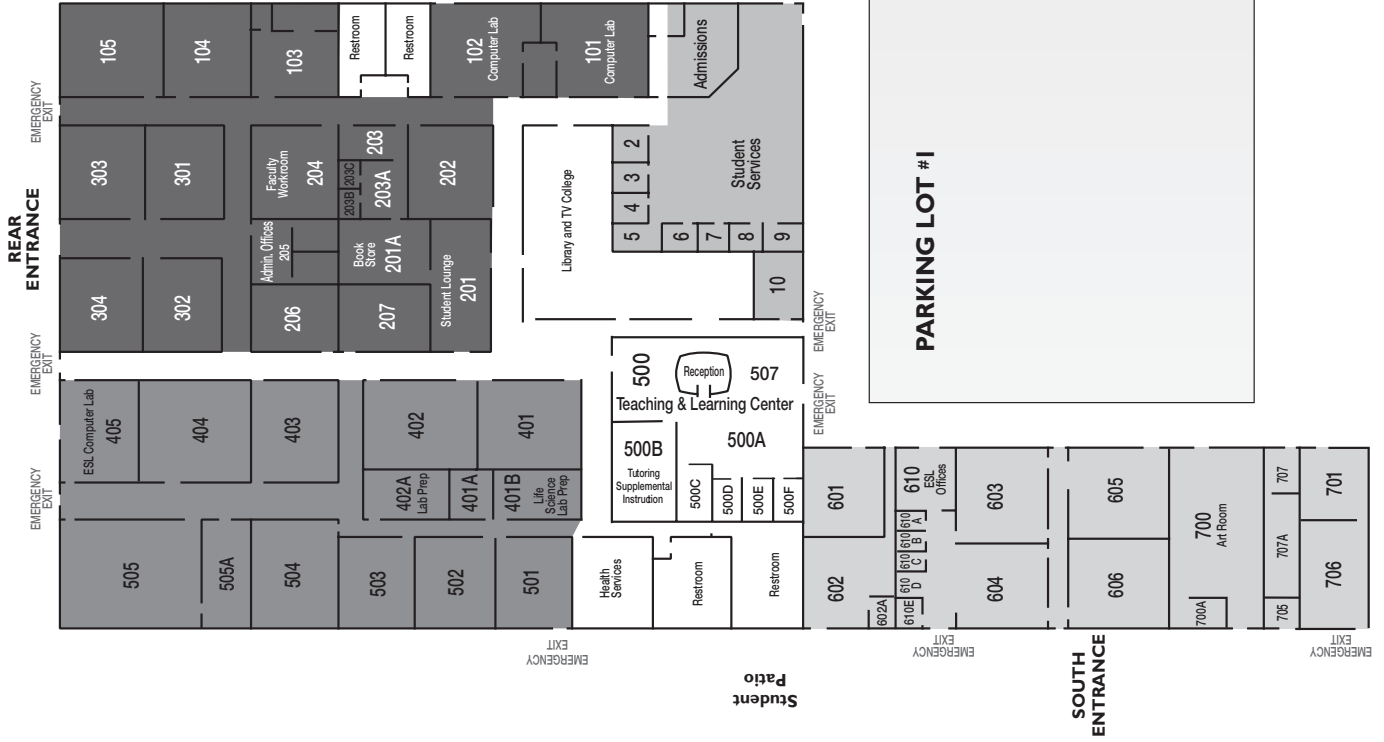 REAR
ENTRANCE
EMERGENCY
EXIT
EMERGENCY
EXIT
EMERGENCY
EXIT
105
104
103
Restroom
Restroom
102
Computer Lab
101
Computer Lab
Admissions
303
301
Faculty
Workroom
204
203
203C
203B
203A
202
304
302
Admin. Offices
205
206
Book
Store
201A
207
Student Lounge
201
Library and TV College
2
3
4
5
6
7
8
9
10
Student
Services
EMERGENCY
EXIT
EMERGENCY
EXIT
PARKING LOT #1
ESL Computer Lab
405
404
403
402
401
402A
Lab Prep
401A
401B
Life
Science
Lab Prep
505
505A
504
503
502
501
500
Reception
507
Teaching & Learning Center
500B
Tutoring
Supplemental
Instruction
500A
500C
500D
500E
500F
Health
Services
Restroom
Restroom
EMERGENCY
EXIT
Student
Patio
601
602
602A
610
ESL
Offices
610
A
610
B
610
C
610
D
610E
603
604
605
606
700
Art Room
700A
707
707A
705
701
706
EMERGENCY
EXIT
SOUTH
ENTRANCE
EMERGENCY
EXIT